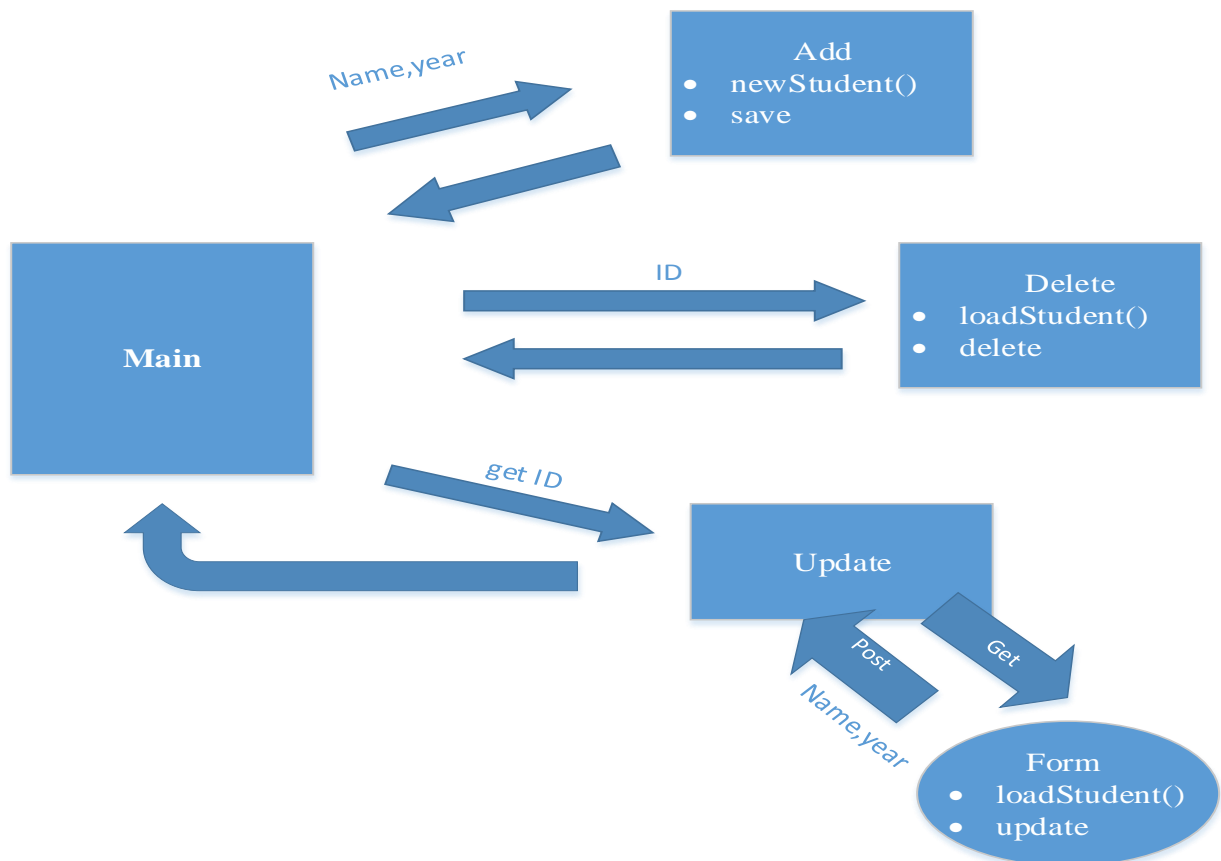 Name,year
Add
• newStudent()
• save
ID
Delete
• loadStudent()
• delete
Main
get ID
Update
Post
Get
Name,year
Form
• loadStudent()
• update